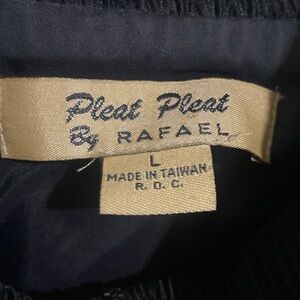 Pleat Pleat
By RAFAEL
L
MADE IN TAIWAN
R. O. C.